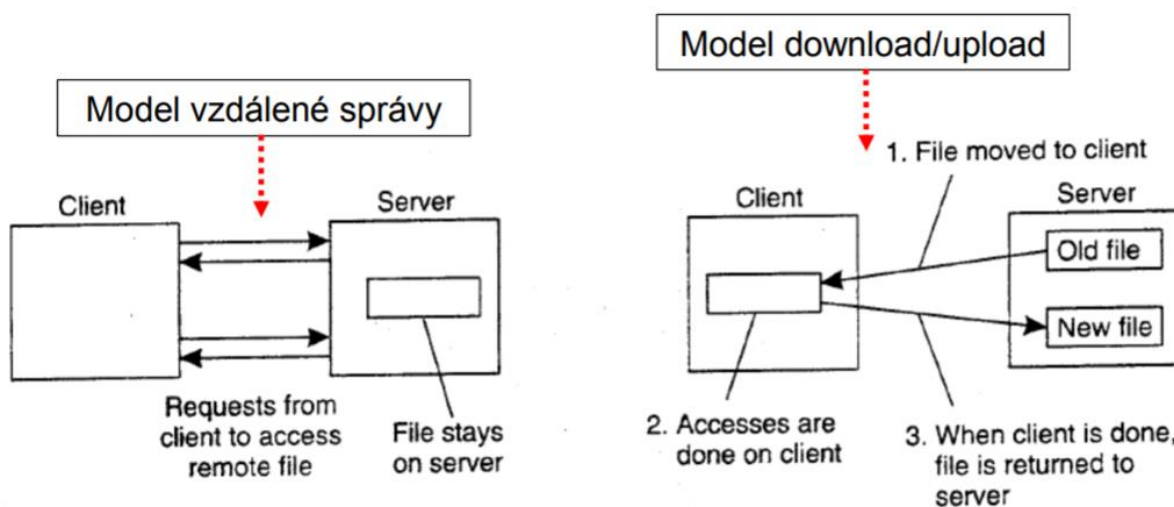 Model vzdálené správy
Client
Server
Requests from
client to access
remote file
File stays
on server
Model download/upload
1. File moved to client
Client
Server
Old file
New file
2. Accesses are
done on client
3. When client is done,
file is returned to
server